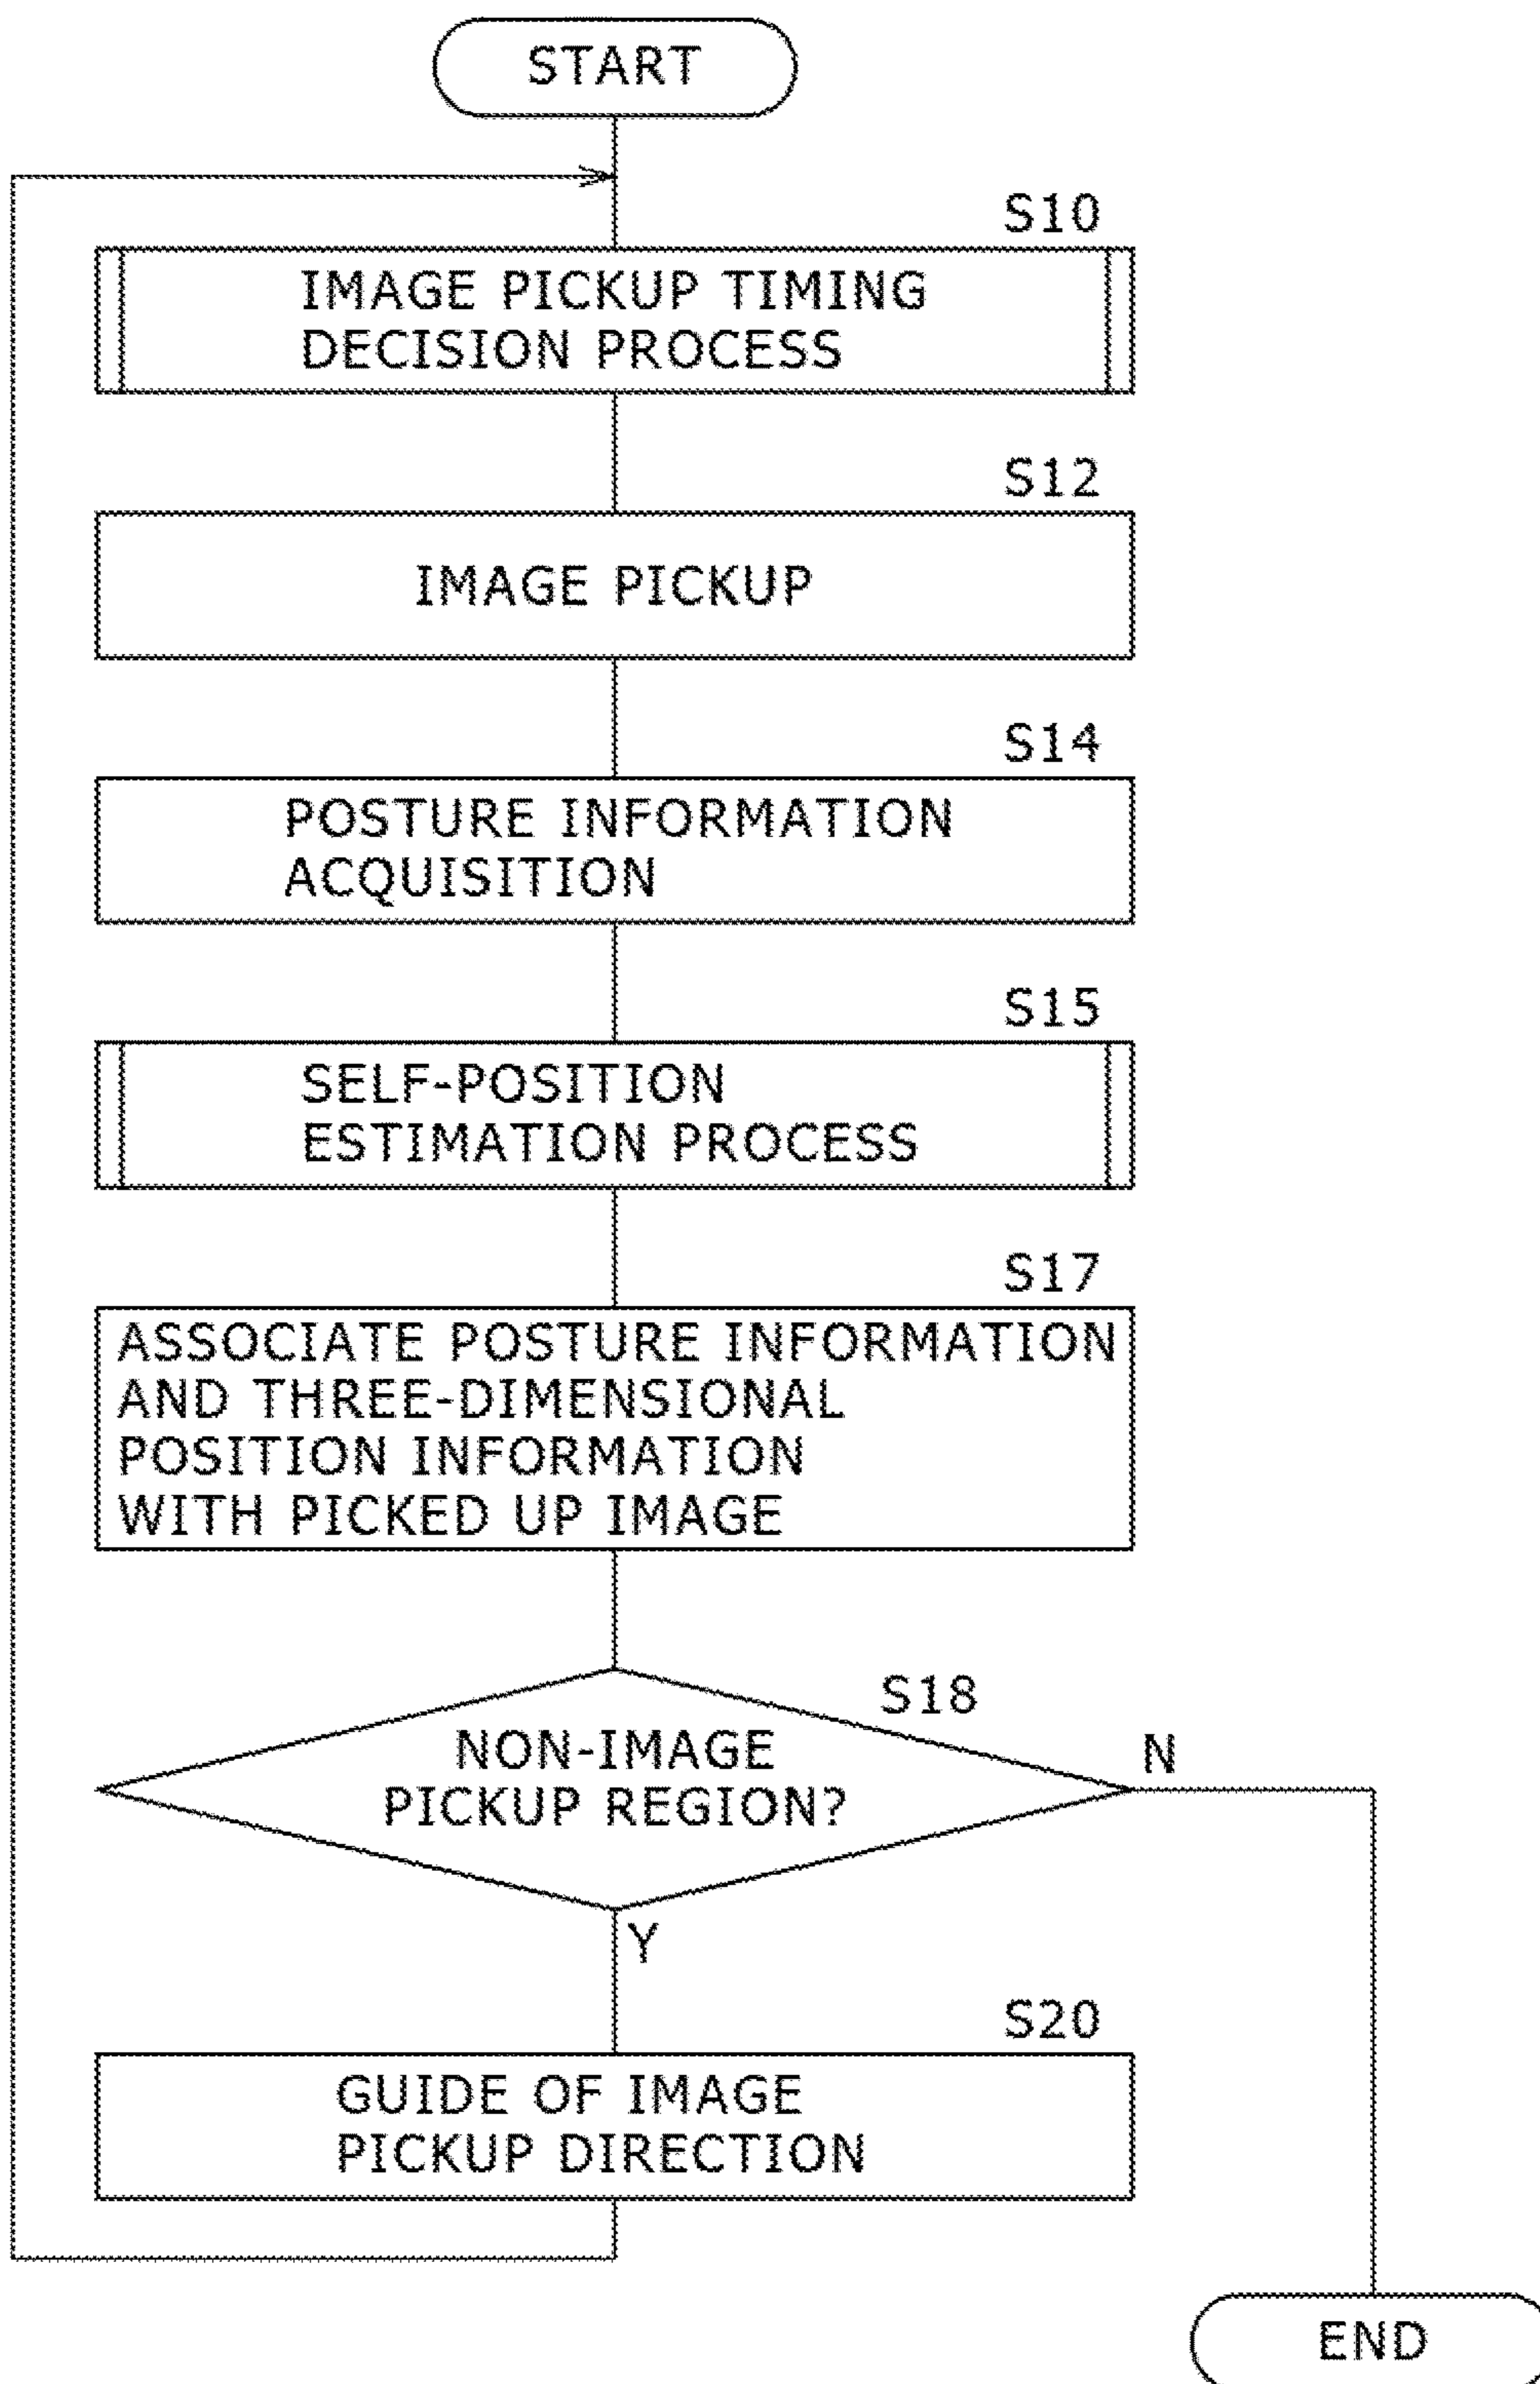 START
S10
IMAGE PICKUP TIMING
DECISION PROCESS
S12
IMAGE PICKUP
S14
POSTURE INFORMATION
ACQUISITION
S15
SELF-POSITION
ESTIMATION PROCESS
S17
ASSOCIATE POSTURE INFORMATION
AND THREE-DIMENSIONAL
POSITION INFORMATION
WITH PICKED UP IMAGE
S18
NON-IMAGE
PICKUP REGION?
N
Y
S20
GUIDE OF IMAGE
PICKUP DIRECTION
END